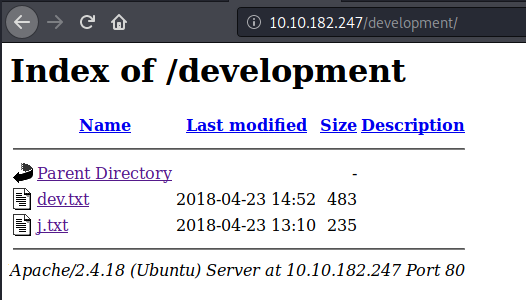 10.10.182.247/development/
Index of /development
Name Last modified Size Description
Parent Directory -
dev.txt 2018-04-23 14:52 483
j.txt 2018-04-23 13:10 235
Apache/2.4.18 (Ubuntu) Server at 10.10.182.247 Port 80